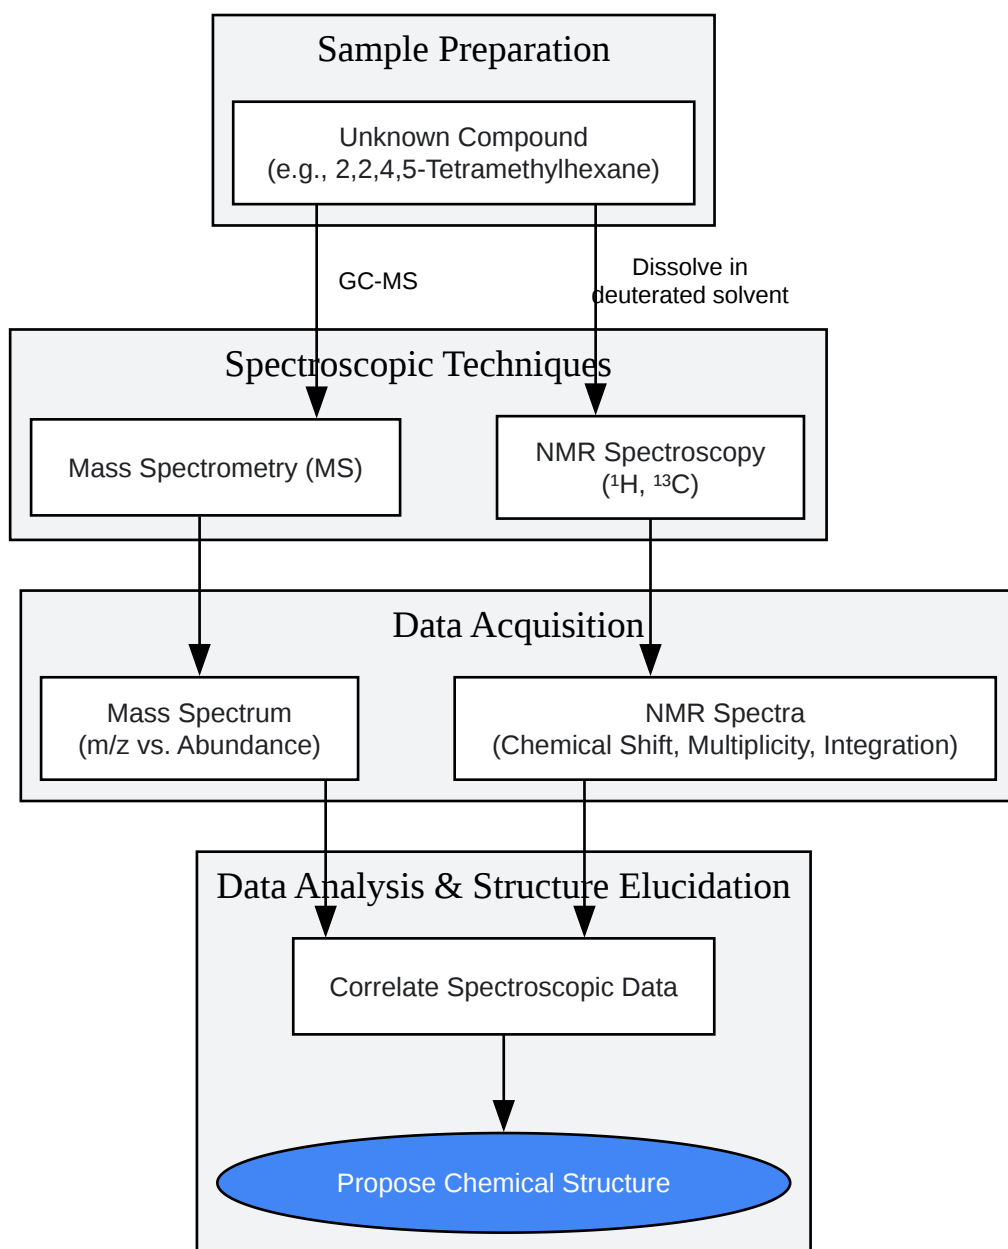 Sample Preparation
Unknown Compound
(e.g., 2,2,4,5-Tetramethylhexane)
GC-MS
Dissolve in
deuterated solvent
Spectroscopic Techniques
Mass Spectrometry (MS)
NMR Spectroscopy
(¹H, ¹³C)
Data Acquisition
Mass Spectrum
(m/z vs. Abundance)
NMR Spectra
(Chemical Shift, Multiplicity, Integration)
Data Analysis & Structure Elucidation
Correlate Spectroscopic Data
Propose Chemical Structure